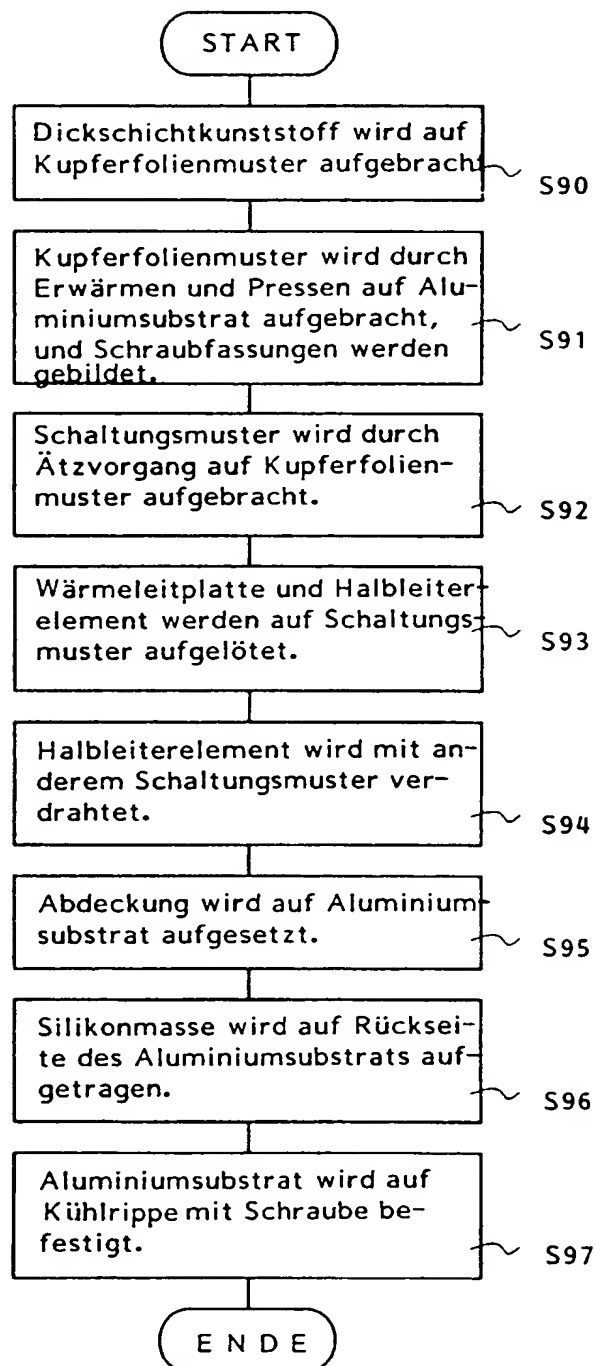 START
Dickschichtkunststoff wird auf
Kupferfolienmuster aufgebracht
S90
Kupferfolienmuster wird durch
Erwärmen und Pressen auf Alu-
miniumsubstrat aufgebracht,
und Schraubfassungen werden
gebildet.
S91
Schaltungsmuster wird durch
Ätzvorgang auf Kupferfolien-
muster aufgebracht.
S92
Wärmeleitplatte und Halbleiter-
element werden auf Schaltungs-
muster aufgelötet.
S93
Halbleiterelement wird mit an-
derem Schaltungsmuster ver-
drahtet.
S94
Abdeckung wird auf Aluminium-
substrat aufgesetzt.
S95
Silikonmasse wird auf Rücksei-
te des Aluminiumsubstrats auf-
getragen.
S96
Aluminiumsubstrat wird auf
Kühlrippe mit Schraube be-
festigt.
S97
ENDE